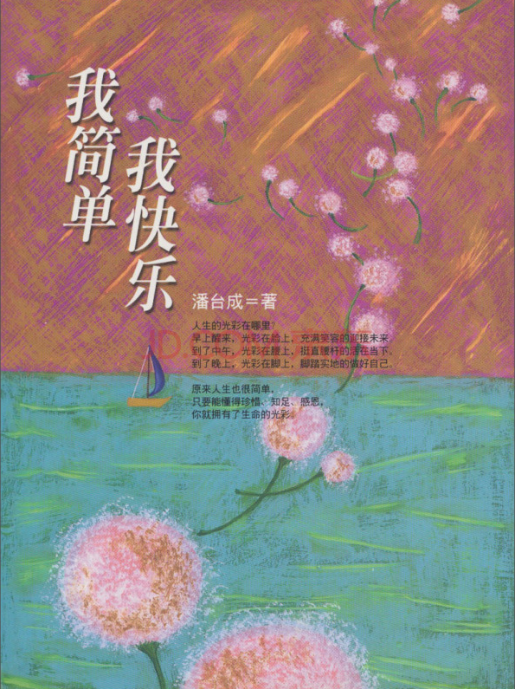 我简单
我快乐
潘台成=著
人生的光彩在哪里?
早上醒来，光彩在脸上，充满笑容的迎接未来.
到了中午，光彩在腰上，挺直腰杆的活在当下.
到了晚上，光彩在脚上，脚踏实地的做好自己.
原来人生也很简单，
只要能懂得珍惜、知足、感恩，
你就拥有了生命的光彩。